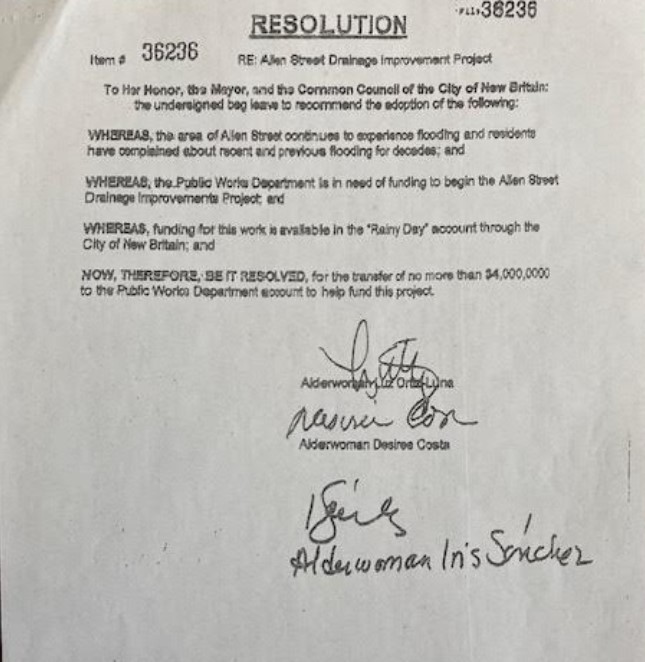 36236
RESOLUTION
Item # 36236 RE: Allen Street Drainage Improvement Project
To Her Honor, the Mayor, and the Common Council of the City of New Britain:
the undersigned beg leave to recommend the adoption of the following:
WHEREAS, the area of Allen Street continues to experience flooding and residents
have complained about recent and previous flooding for decades; and
WHEREAS, the Public Works Department is in need of funding to begin the Allen Street
Drainage Improvements Project; and
WHEREAS, funding for this work is available in the "Rainy Day" account through the
City of New Britain; and
NOW, THEREFORE, BE IT RESOLVED, for the transfer of no more than $4,000,0000
to the Public Works Department account to help fund this project.
Alderwoman Luz Ortiz-Luna
Alderwoman Desiree Costa
Alderwoman Iris Sánchez